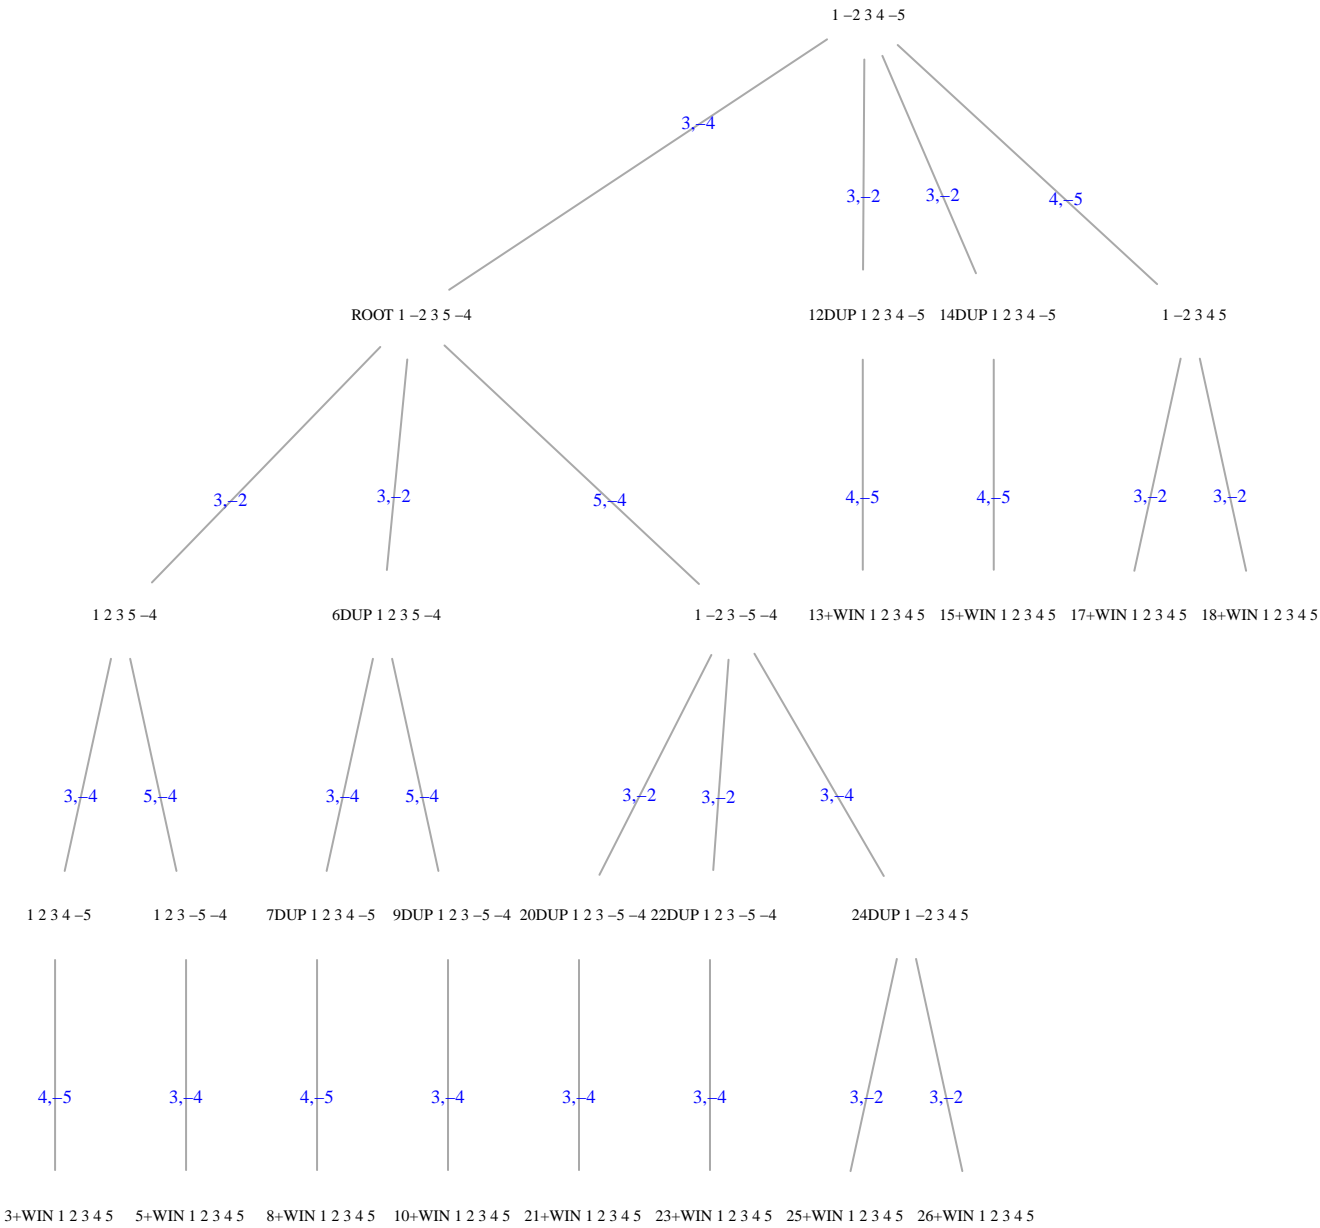 1 −2 3 4 −5
3,−4
3,−2
3,−2
4,−5
ROOT 1 −2 3 5 −4
12DUP 1 2 3 4 −5
14DUP 1 2 3 4 −5
1 −2 3 4 5
3,−2
3,−2
5,−4
4,−5
4,−5
3,−2
3,−2
1 2 3 5 −4
6DUP 1 2 3 5 −4
1 −2 3 −5 −4
13+WIN 1 2 3 4 5
15+WIN 1 2 3 4 5
17+WIN 1 2 3 4 5
18+WIN 1 2 3 4 5
3,−4
5,−4
3,−4
5,−4
3,−2
3,−2
3,−4
1 2 3 4 −5
1 2 3 −5 −4
7DUP 1 2 3 4 −5
9DUP 1 2 3 −5 −4
20DUP 1 2 3 −5 −4
22DUP 1 2 3 −5 −4
24DUP 1 −2 3 4 5
4,−5
3,−4
4,−5
3,−4
3,−4
3,−4
3,−2
3,−2
3+WIN 1 2 3 4 5
5+WIN 1 2 3 4 5
8+WIN 1 2 3 4 5
10+WIN 1 2 3 4 5
21+WIN 1 2 3 4 5
23+WIN 1 2 3 4 5
25+WIN 1 2 3 4 5
26+WIN 1 2 3 4 5